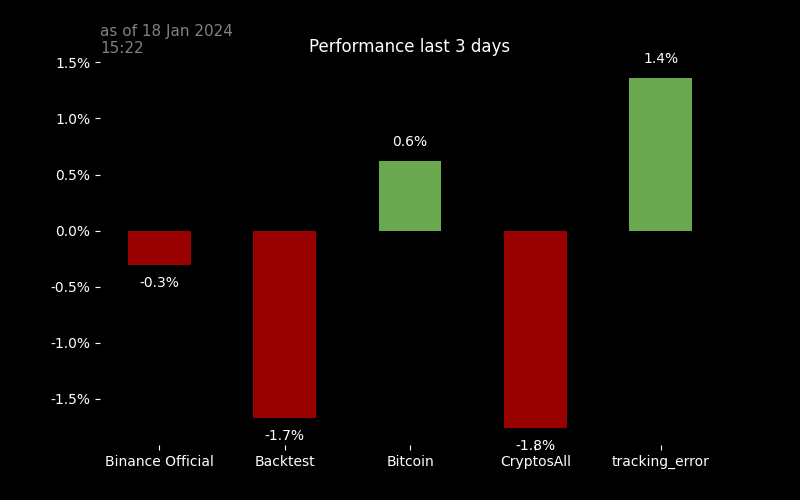 as of 18 Jan 2024
15:22
Performance last 3 days
1.5%
1.0%
0.5%
0.0%
-0.5%
-1.0%
-1.5%
-0.3%
-1.7%
0.6%
-1.8%
1.4%
Binance Official
Backtest
Bitcoin
CryptosAll
tracking_error